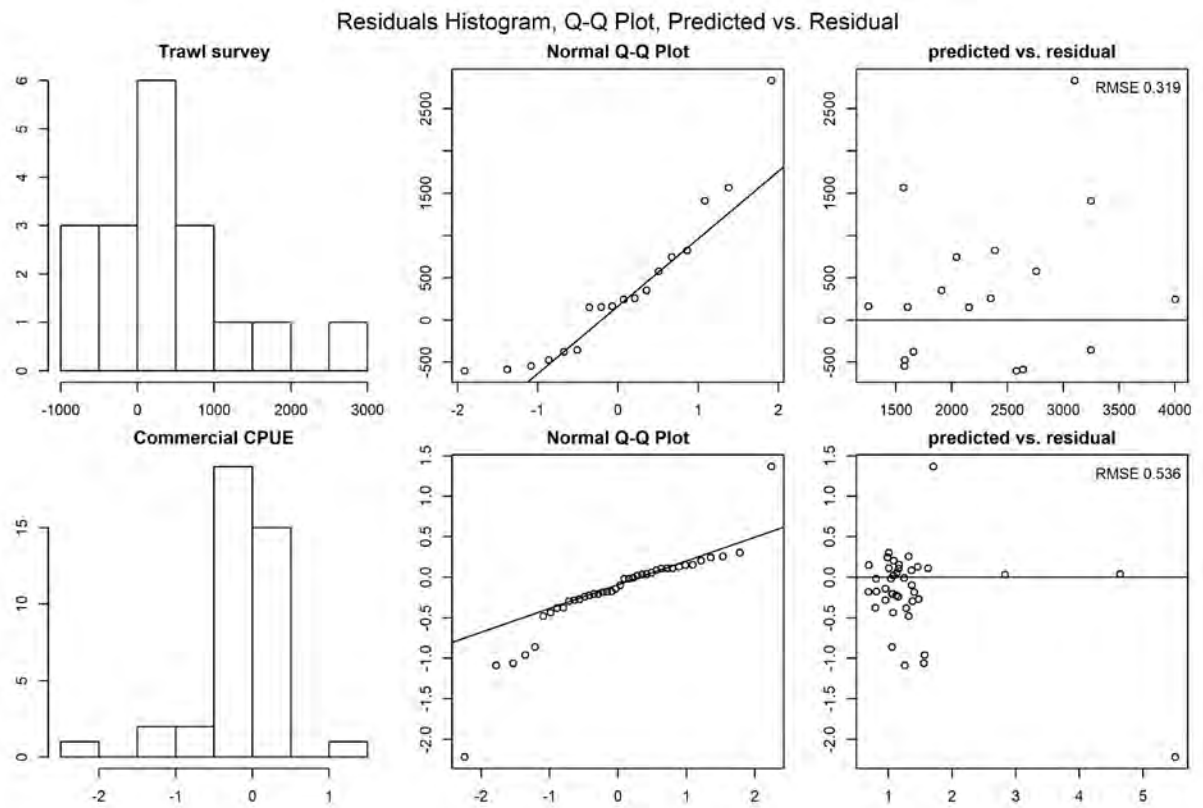 Residuals Histogram, Q-Q Plot, Predicted vs. Residual
Trawl survey
Normal Q-Q Plot
predicted vs. residual
RMSE 0.319
0 1 2 3 4 5 6
-1000 0 1000 2000 3000
-500 0 500 1500 2500
-2 -1 0 1 2
-500 0 500 1500 2500
1500 2000 2500 3000 3500 4000
Commercial CPUE
Normal Q-Q Plot
predicted vs. residual
RMSE 0.536
0 5 10 15
-2 -1 0 1
-2.0 -1.0 -0.5 0.0 0.5 1.0 1.5
-2 -1 0 1 2
-2.0 -1.0 -0.5 0.0 0.5 1.0 1.5
1 2 3 4 5